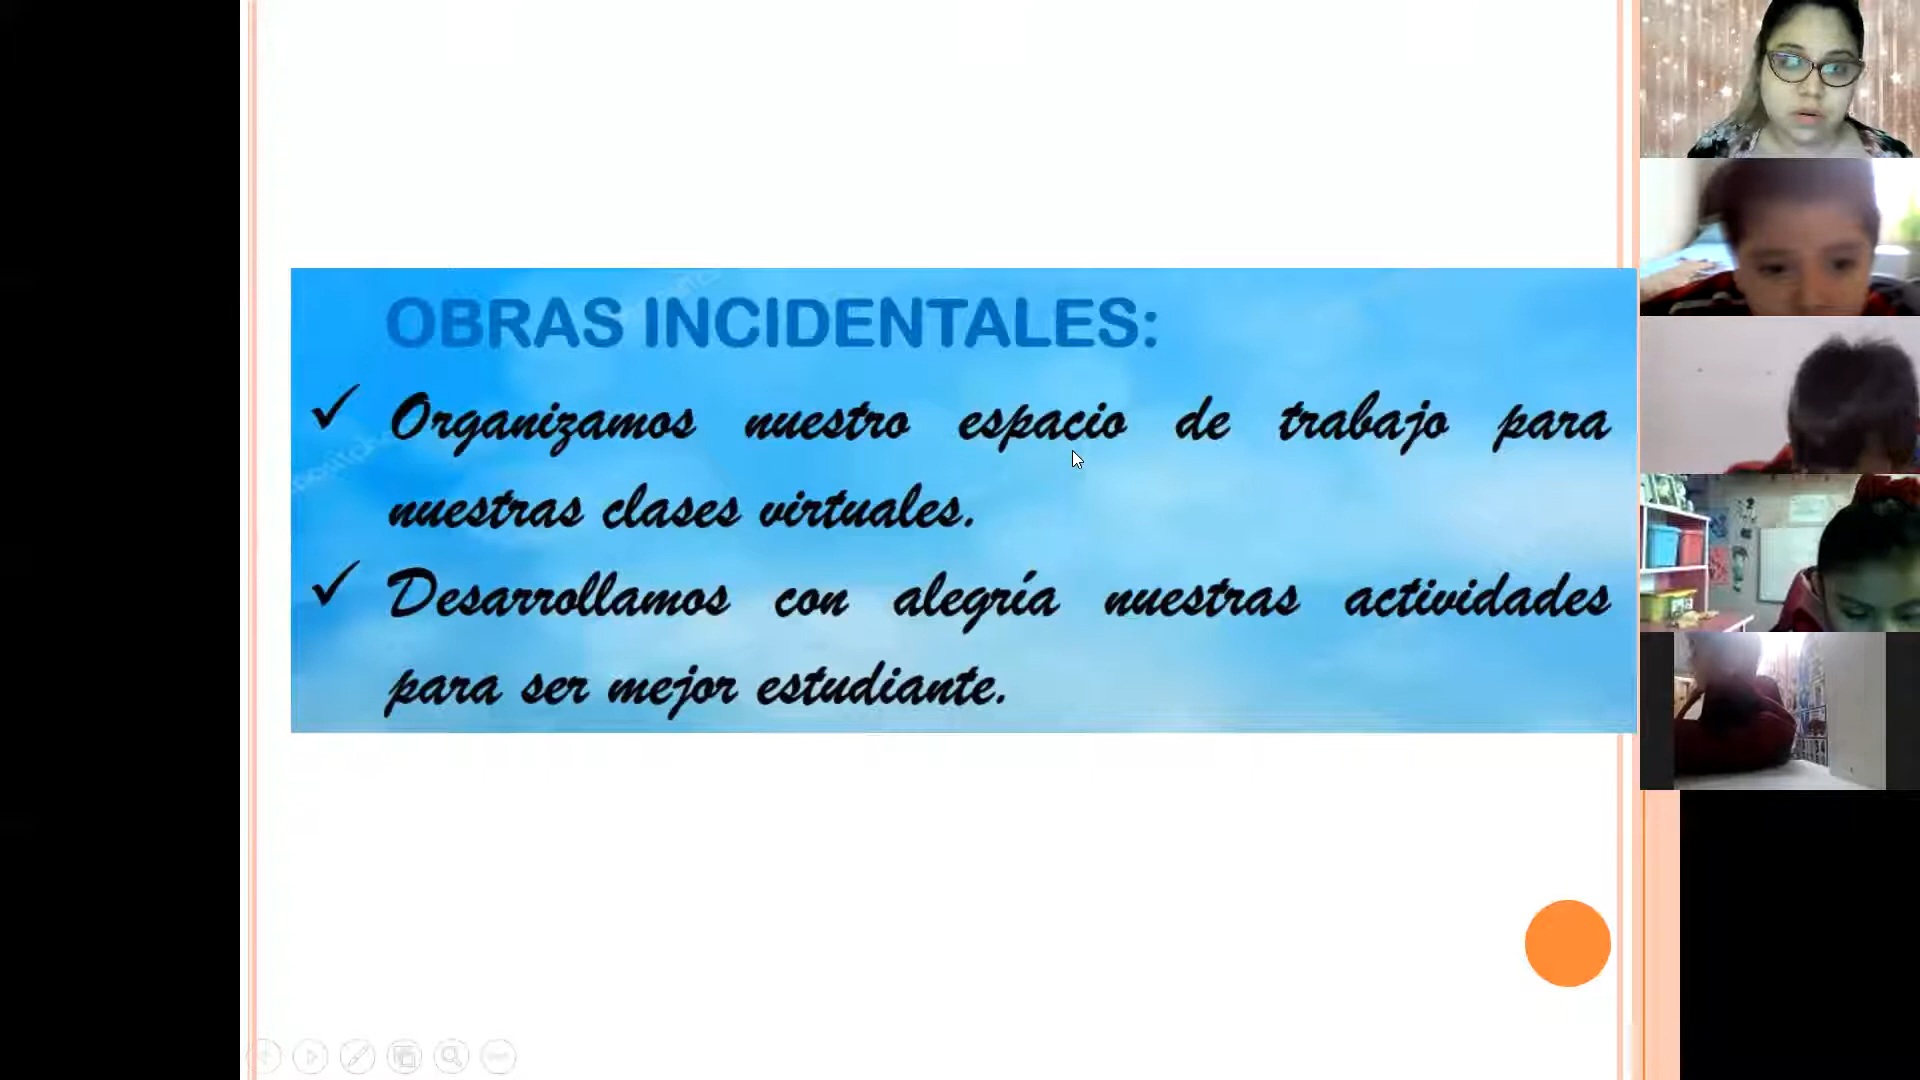 OBRAS INCIDENTALES:
✓ Organizamos nuestro espacio de trabajo para
nuestras clases virtuales.
✓ Desarrollamos con alegría nuestras actividades
para ser mejor estudiante.